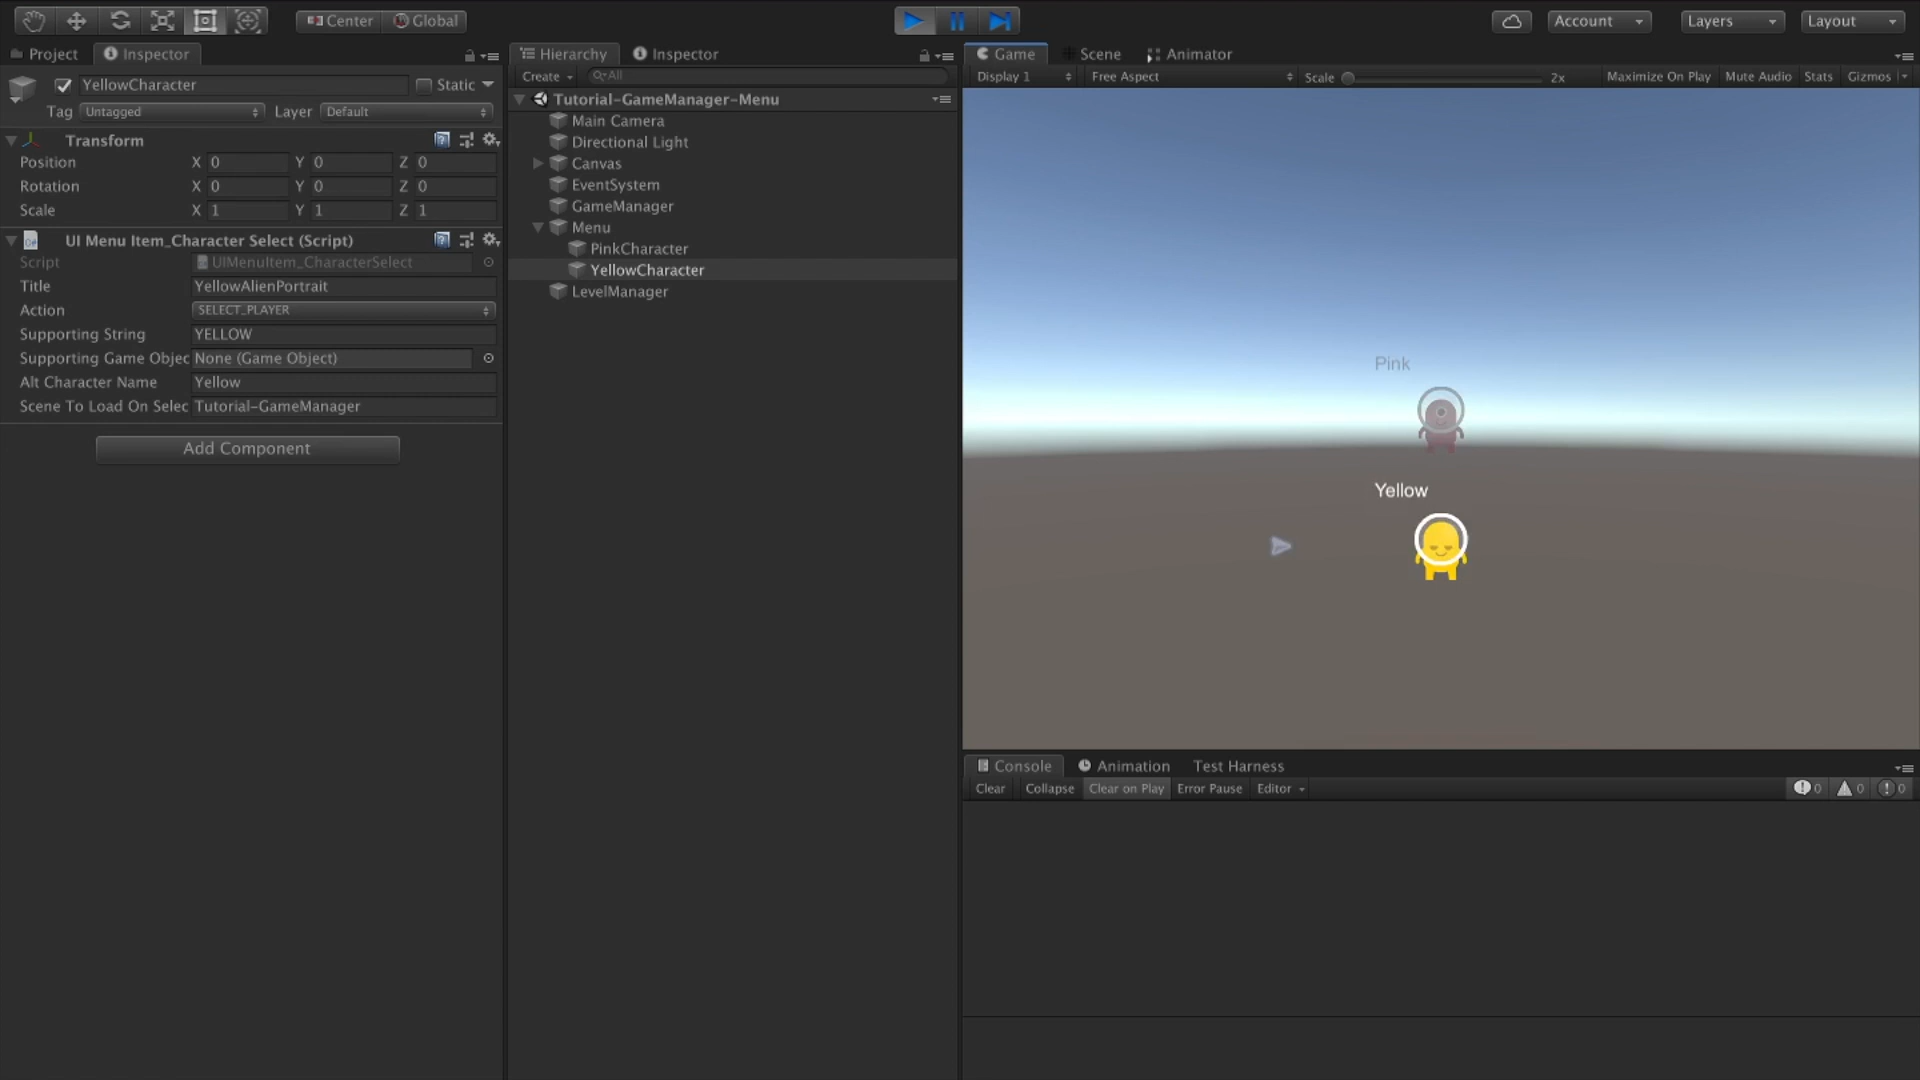 Center Global
Account Layers Layout
Project Inspector
YellowCharacter Static
Tag Untagged Layer Default
Transform
Position X 0 Y 0 Z 0
Rotation X 0 Y 0 Z 0
Scale X 1 Y 1 Z 1
UI Menu Item_Character Select (Script)
Script UIMenuItem_CharacterSelect
Title YellowAlienPortrait
Action SELECT_PLAYER
Supporting String YELLOW
Supporting Game Objec None (Game Object)
Alt Character Name Yellow
Scene To Load On Selec Tutorial-GameManager
Add Component
Hierarchy Inspector
Create All
Tutorial-GameManager-Menu
Main Camera
Directional Light
Canvas
EventSystem
GameManager
Menu
PinkCharacter
YellowCharacter
LevelManager
Game Scene Animator
Display 1 Free Aspect Scale 2x Maximize On Play Mute Audio Stats Gizmos
Pink
Yellow
Console Animation Test Harness
Clear Collapse Clear on Play Error Pause Editor 0 0 0